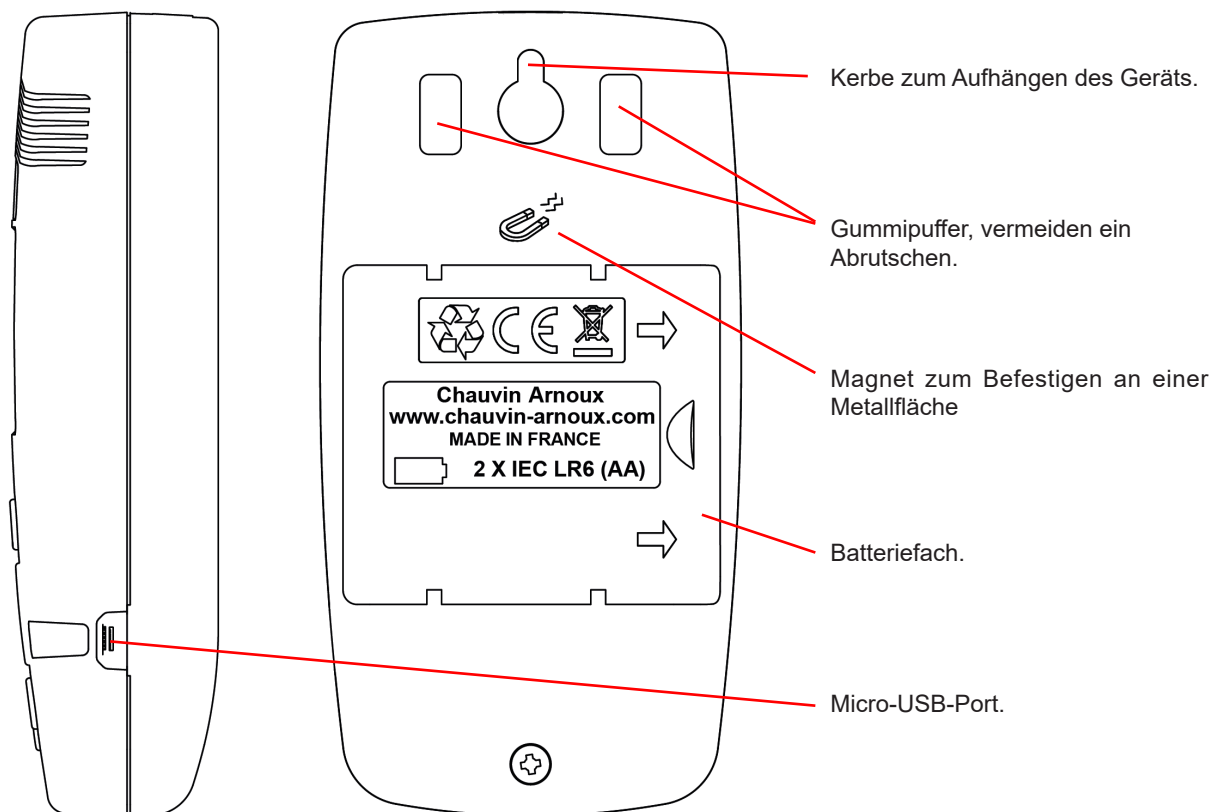 Kerbe zum Aufhängen des Geräts.
Gummipuffer, vermeiden ein
Abrutschen.
Magnet zum Befestigen an einer
Metallfläche
Chauvin Arnoux
www.chauvin-arnoux.com
MADE IN FRANCE
2 X IEC LR6 (AA)
Batteriefach.
Micro-USB-Port.